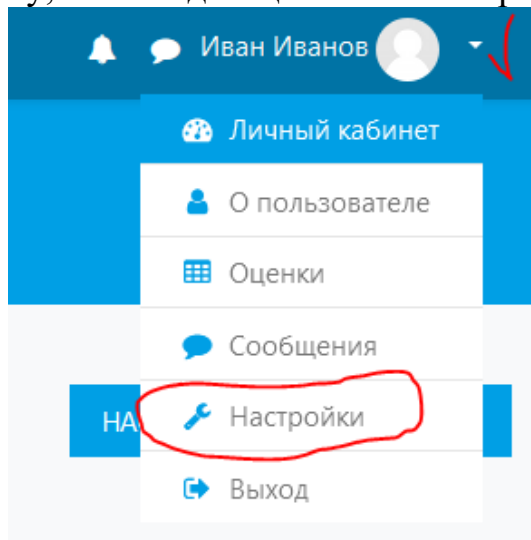 Иван Иванов
Личный кабинет
О пользователе
Оценки
Сообщения
НА
Настройки
Выход